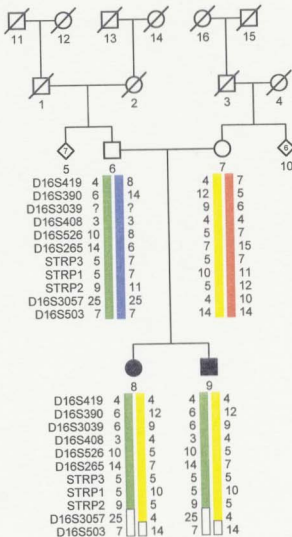 11 12 13 14 16 15
1 2 3 4
7 6
5 6 7 10
D16S419 4 8 4 7
D16S390 6 14 12 5
D16S3039 ? ? 9 6
D16S408 3 3 4 4
D16S526 10 8 5 7
D16S265 14 6 7 15
STRP3 5 7 5 7
STRP1 5 7 10 11
STRP2 9 11 5 12
D16S3057 25 25 4 10
D16S503 7 7 14 14
8 9
D16S419 4 4 4 4
D16S390 6 12 6 12
D16S3039 6 9 6 9
D16S408 3 4 3 4
D16S526 10 5 10 5
D16S265 14 7 14 7
STRP3 5 5 5 5
STRP1 5 10 5 10
STRP2 9 5 9 5
D16S3057 25 4 25 4
D16S503 7 14 7 14